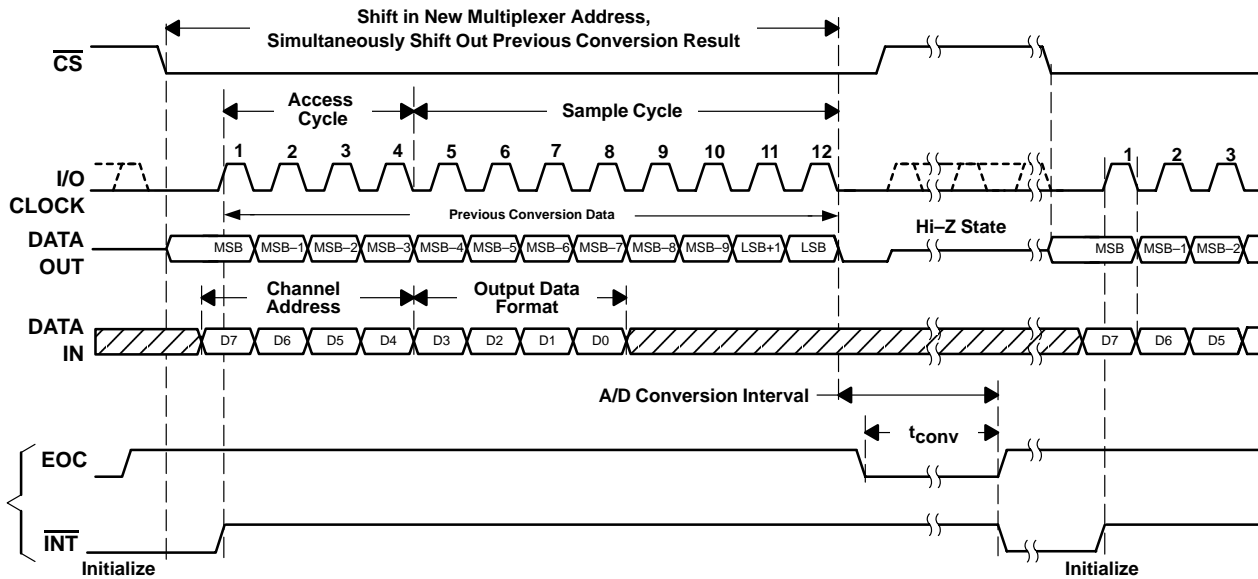 Shift in New Multiplexer Address,
Simultaneously Shift Out Previous Conversion Result
CS
Access
Cycle
Sample Cycle
1 2 3 4 5 6 7 8 9 10 11 12 1 2 3
I/O
CLOCK
Previous Conversion Data
Hi–Z State
DATA
OUT
MSB MSB–1 MSB–2 MSB–3 MSB–4 MSB–5 MSB–6 MSB–7 MSB–8 MSB–9 LSB+1 LSB MSB MSB–1 MSB–2
Channel
Address
Output Data
Format
DATA
IN
D7 D6 D5 D4 D3 D2 D1 D0 D7 D6 D5
A/D Conversion Interval
tconv
EOC
INT
Initialize Initialize